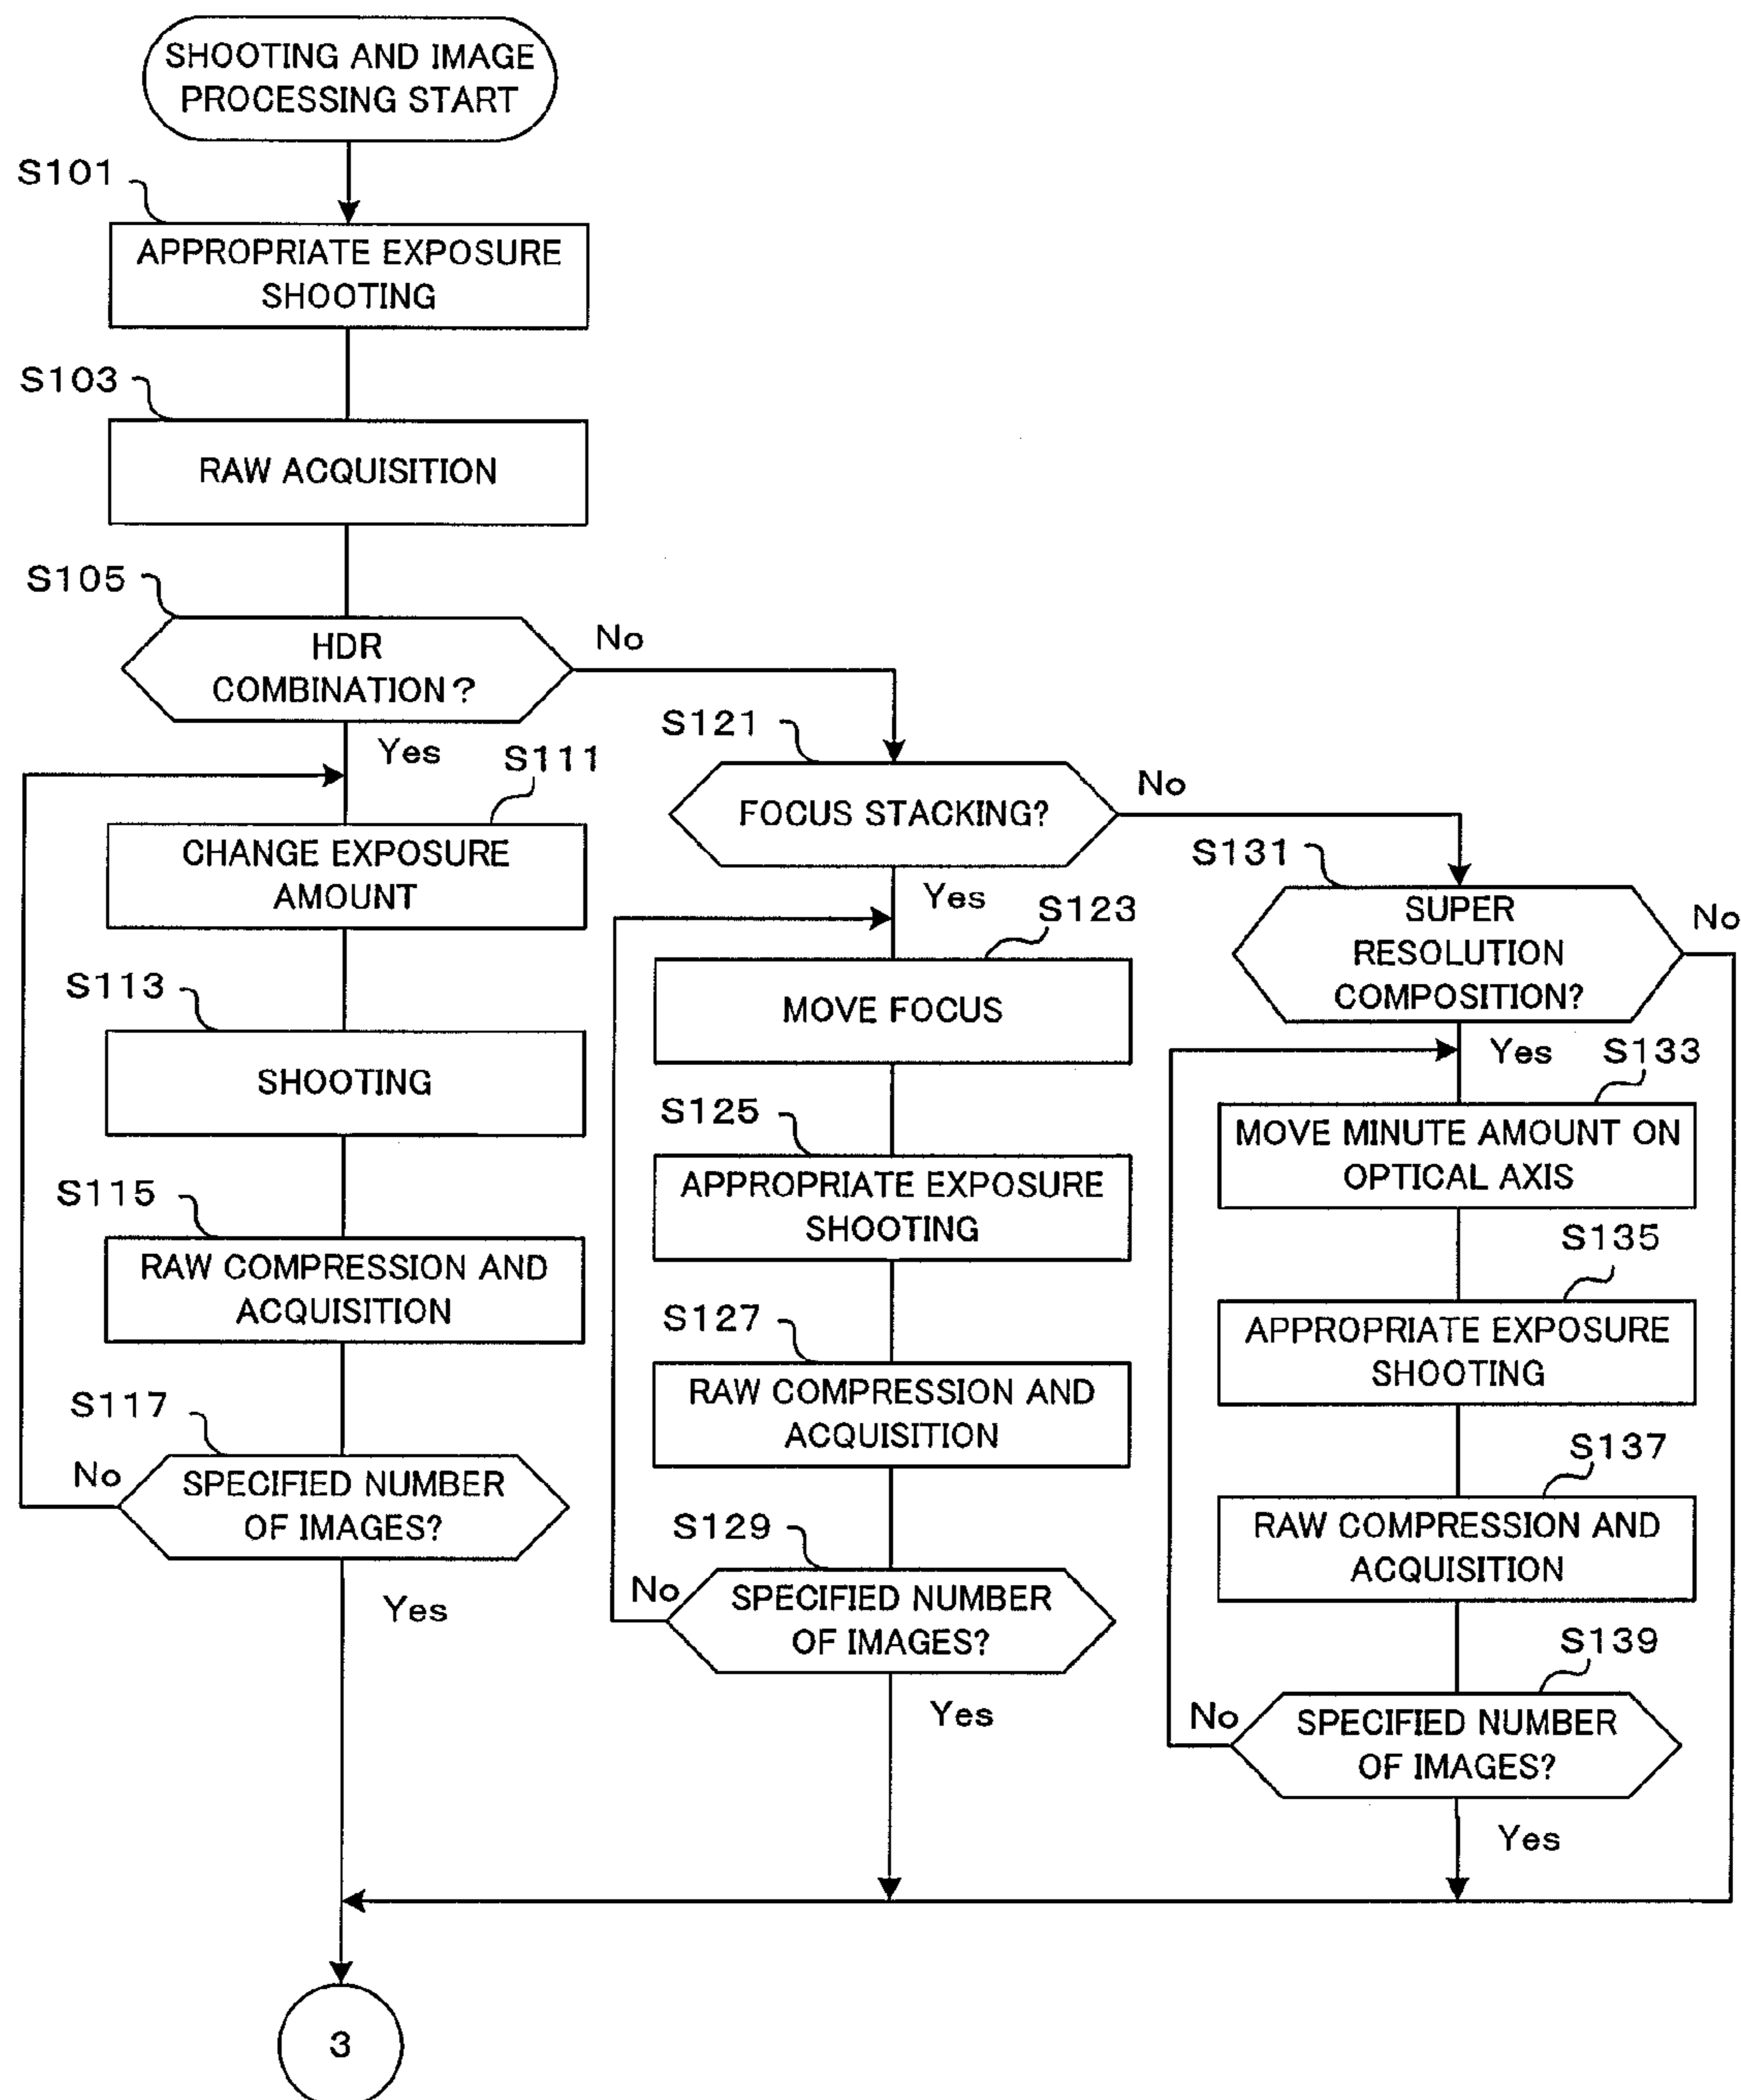 SHOOTING AND IMAGE
PROCESSING START
S101
APPROPRIATE EXPOSURE
SHOOTING
S103
RAW ACQUISITION
S105
HDR
COMBINATION?
No
Yes
S111
CHANGE EXPOSURE
AMOUNT
S113
SHOOTING
S115
RAW COMPRESSION AND
ACQUISITION
S117
SPECIFIED NUMBER
OF IMAGES?
No
Yes
S121
FOCUS STACKING?
No
Yes
S123
MOVE FOCUS
S125
APPROPRIATE EXPOSURE
SHOOTING
S127
RAW COMPRESSION AND
ACQUISITION
S129
SPECIFIED NUMBER
OF IMAGES?
No
Yes
S131
SUPER
RESOLUTION
COMPOSITION?
No
Yes
S133
MOVE MINUTE AMOUNT ON
OPTICAL AXIS
S135
APPROPRIATE EXPOSURE
SHOOTING
S137
RAW COMPRESSION AND
ACQUISITION
S139
SPECIFIED NUMBER
OF IMAGES?
No
Yes
3